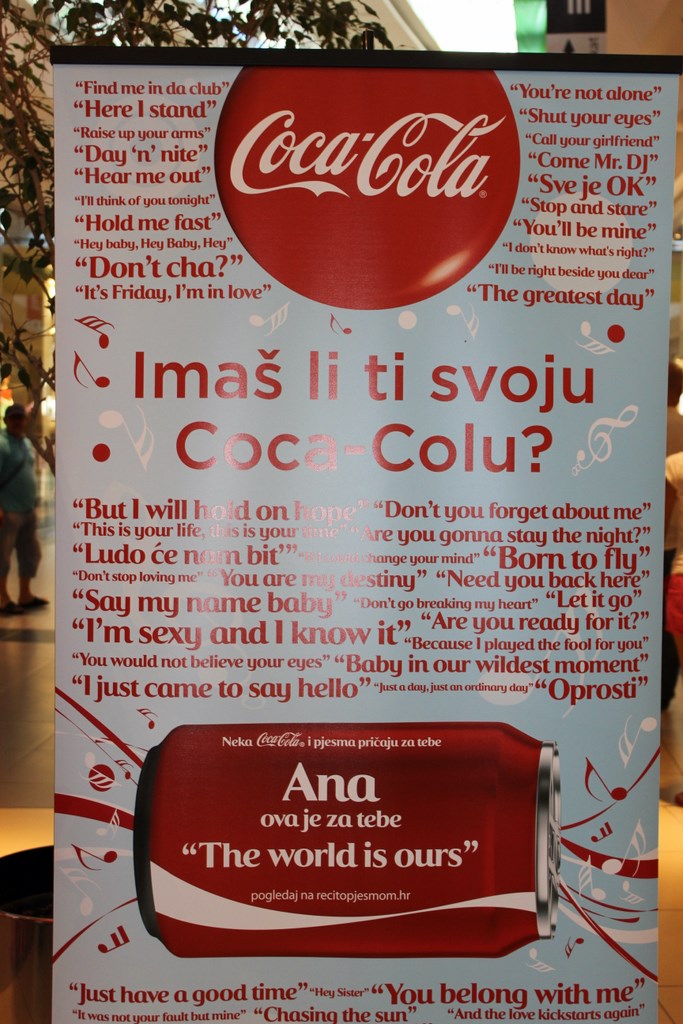 Coca-Cola®
"Find me in da club"
"Here I stand"
"Raise up your arms"
"Day 'n' nite"
"Hear me out"
"I'll think of you tonight"
"Hold me fast"
"Hey baby, Hey Baby, Hey"
"Don't cha?"
"It's Friday, I'm in love"
"You're not alone"
"Shut your eyes"
"Call your girlfriend"
"Come Mr. DJ"
"Sve je OK"
"Stop and stare"
"You'll be mine"
"I don't know what's right?"
"I'll be right beside you dear"
"The greatest day"
Imaš li ti svoju
Coca-Colu?
"But I will hold on hope" "Don't you forget about me"
"This is your life, this is your time" "Are you gonna stay the night?"
"Ludo će nam bit'" change your mind" "Born to fly"
"Don't stop loving me" "You are my destiny" "Need you back here"
"Say my name baby" "Don't go breaking my heart" "Let it go"
"I'm sexy and I know it" "Are you ready for it?"
"Because I played the fool for you"
"You would not believe your eyes" "Baby in our wildest moment"
"I just came to say hello" "Just a day, just an ordinary day" "Oprosti"
Neka Coca-Cola® i pjesma pričaju za tebe
Ana
ova je za tebe
"The world is ours"
pogledaj na recitopjesmom.hr
"Just have a good time" "Hey Sister" "You belong with me"
"It was not your fault but mine" "Chasing the sun" "And the love kickstarts again"